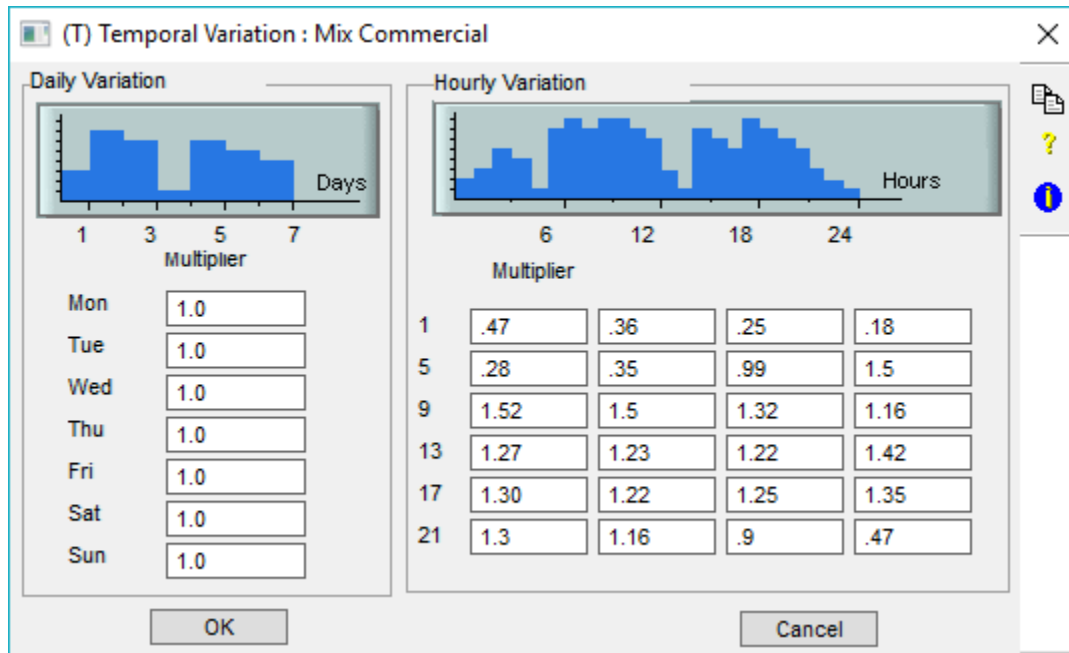 (T) Temporal Variation : Mix Commercial
Daily Variation
Days
1 3 5 7
Multiplier
Mon 1.0
Tue 1.0
Wed 1.0
Thu 1.0
Fri 1.0
Sat 1.0
Sun 1.0
OK
Hourly Variation
Hours
6 12 18 24
Multiplier
1 .47 .36 .25 .18
5 .28 .35 .99 1.5
9 1.52 1.5 1.32 1.16
13 1.27 1.23 1.22 1.42
17 1.30 1.22 1.25 1.35
21 1.3 1.16 .9 .47
Cancel
?
i